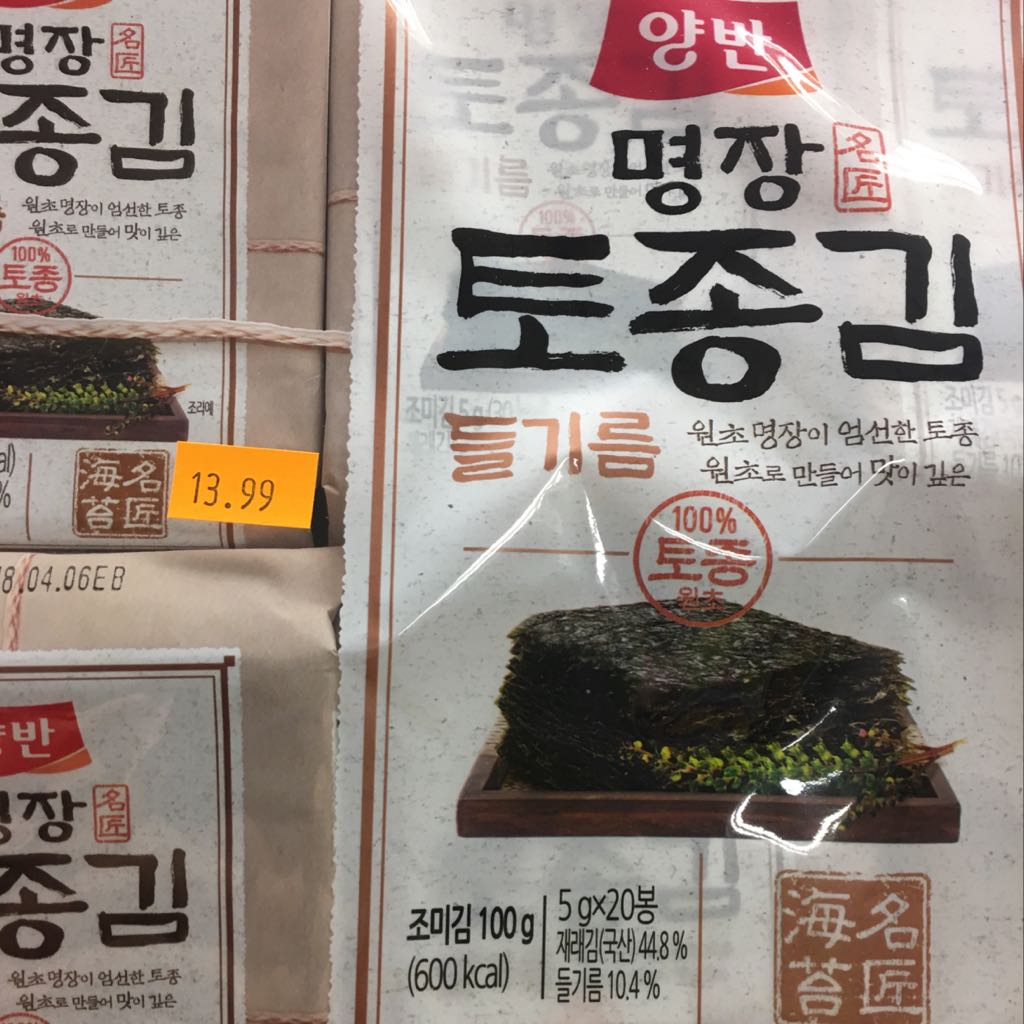 명장 名匠
종김
원초명장이 엄선한 토종
원초로 만들어 맛이 깊은
100%
토종
원초
조리예
海苔 名匠
13.99
8.04.06EB
양반
명장 名匠
종김
원초명장이 엄선한 토종
원초로 만들어 맛이 깊은
양반
명장 名匠
토종김
들기름
원초명장이 엄선한 토종
원초로 만들어 맛이 깊은
100%
토종
원초
조미김 100g
(600 kcal)
5g×20봉
재래김(국산) 44.8%
들기름 10.4%
海苔 名匠